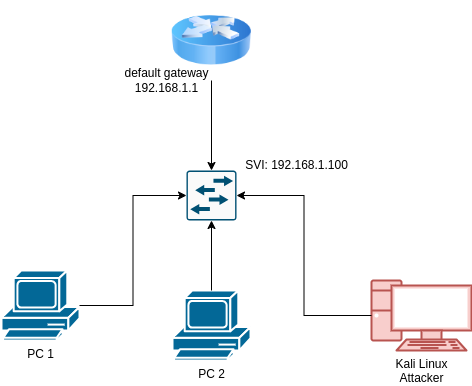 default gateway
192.168.1.1
SVI: 192.168.1.100
PC 1
PC 2
Kali Linux
Attacker